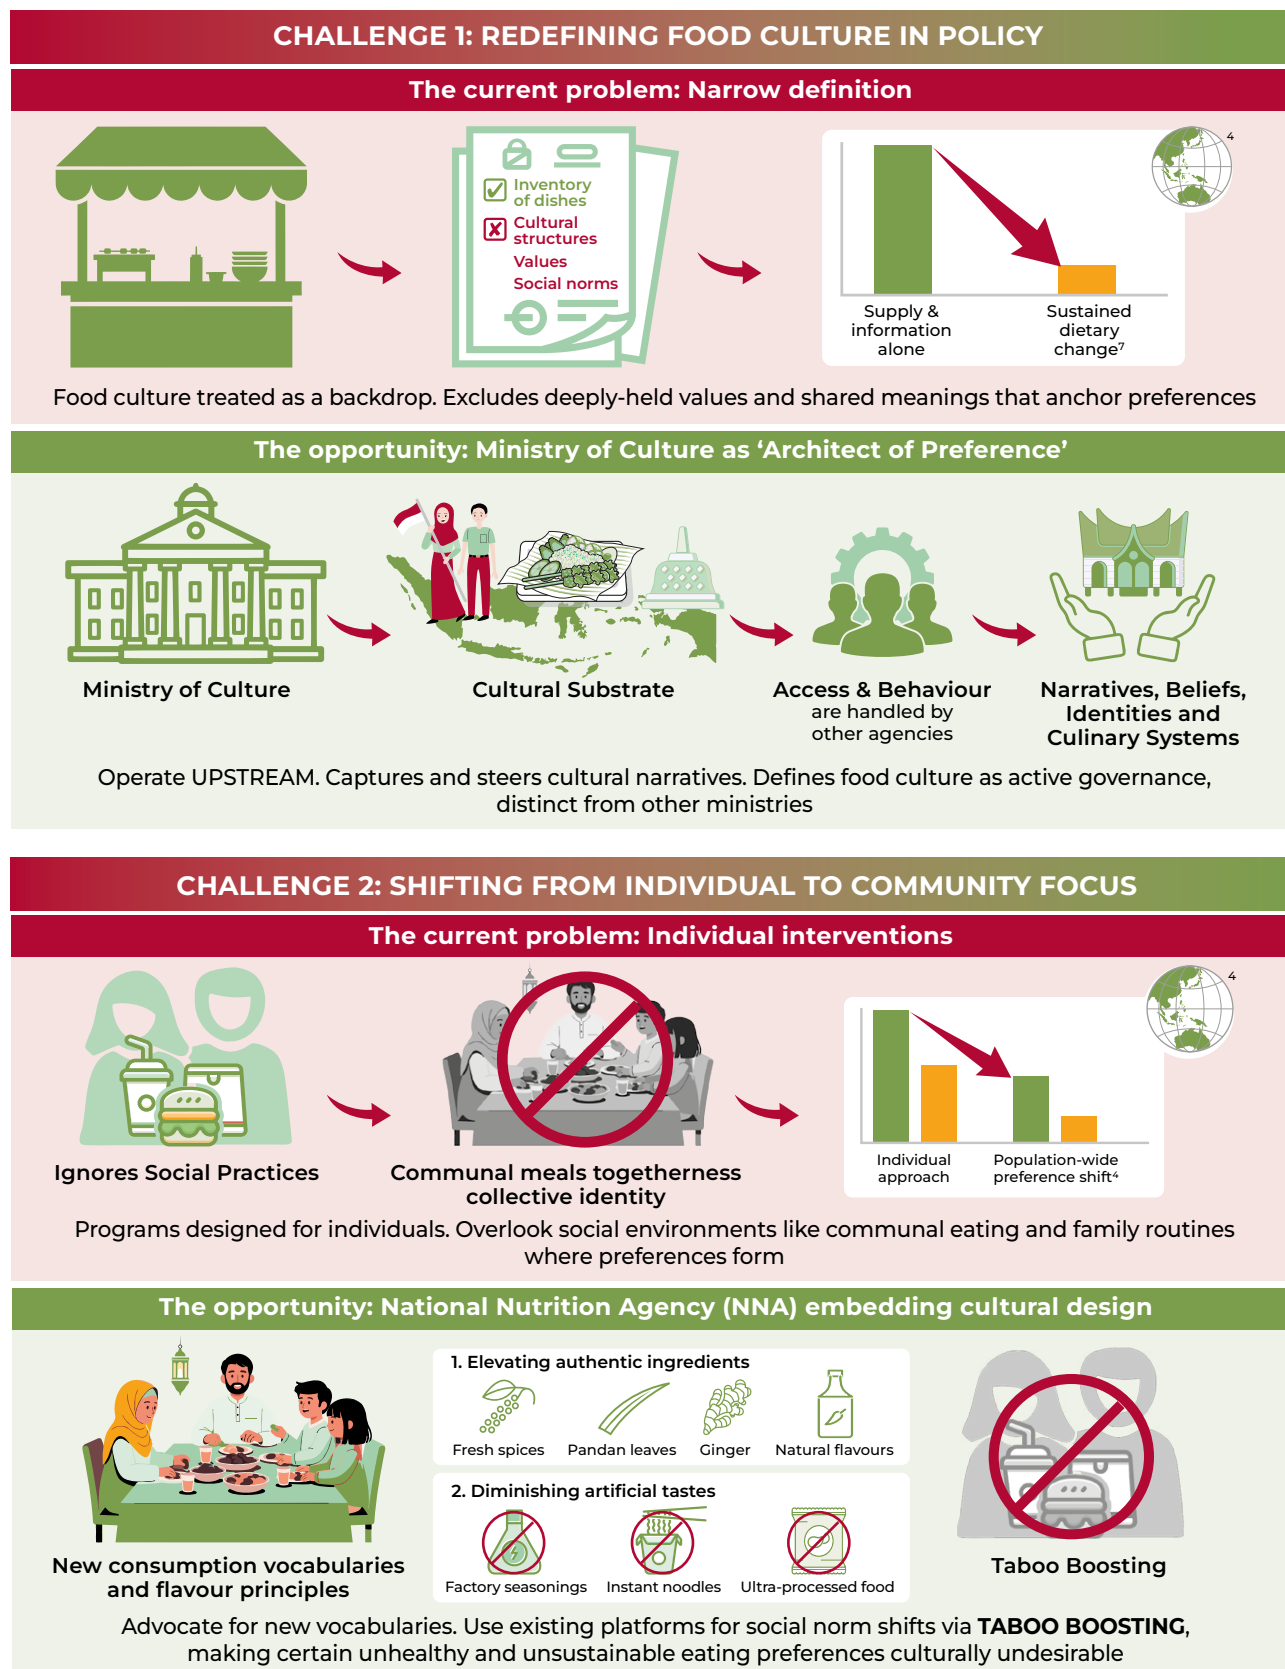 CHALLENGE 1: REDEFINING FOOD CULTURE IN POLICY
The current problem: Narrow definition
Inventory
of dishes
Cultural
structures
Values
Social norms
4
Supply &
information
alone
Sustained
dietary
change⁷
Food culture treated as a backdrop. Excludes deeply-held values and shared meanings that anchor preferences
The opportunity: Ministry of Culture as ‘Architect of Preference’
Ministry of Culture
Cultural Substrate
Access & Behaviour
are handled by
other agencies
Narratives, Beliefs,
Identities and
Culinary Systems
Operate UPSTREAM. Captures and steers cultural narratives. Defines food culture as active governance,
distinct from other ministries
CHALLENGE 2: SHIFTING FROM INDIVIDUAL TO COMMUNITY FOCUS
The current problem: Individual interventions
4
Ignores Social Practices
Communal meals togetherness
collective identity
Individual
approach
Population-wide
preference shift⁴
Programs designed for individuals. Overlook social environments like communal eating and family routines
where preferences form
The opportunity: National Nutrition Agency (NNA) embedding cultural design
New consumption vocabularies
and flavour principles
1. Elevating authentic ingredients
Fresh spices
Pandan leaves
Ginger
Natural flavours
2. Diminishing artificial tastes
Factory seasonings
Instant noodles
Ultra-processed food
Taboo Boosting
Advocate for new vocabularies. Use existing platforms for social norm shifts via TABOO BOOSTING,
making certain unhealthy and unsustainable eating preferences culturally undesirable